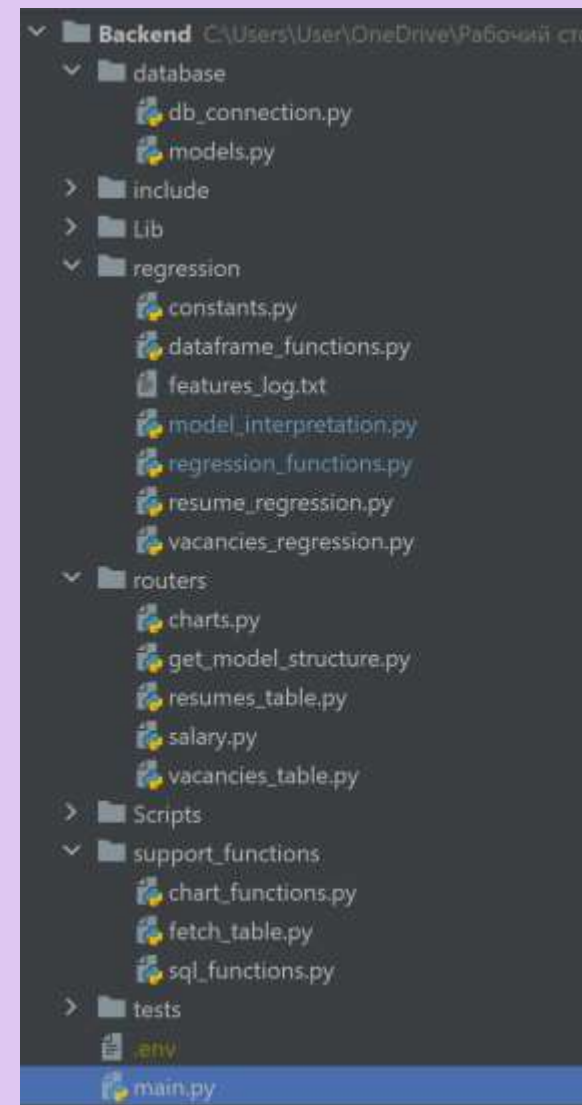 Backend C:\Users\User\OneDrive\Рабочий сто
database
db_connection.py
models.py
include
Lib
regression
constants.py
dataframe_functions.py
features_log.txt
model_interpretation.py
regression_functions.py
resume_regression.py
vacancies_regression.py
routers
charts.py
get_model_structure.py
resumes_table.py
salary.py
vacancies_table.py
Scripts
support_functions
chart_functions.py
fetch_table.py
sql_functions.py
tests
.env
main.py